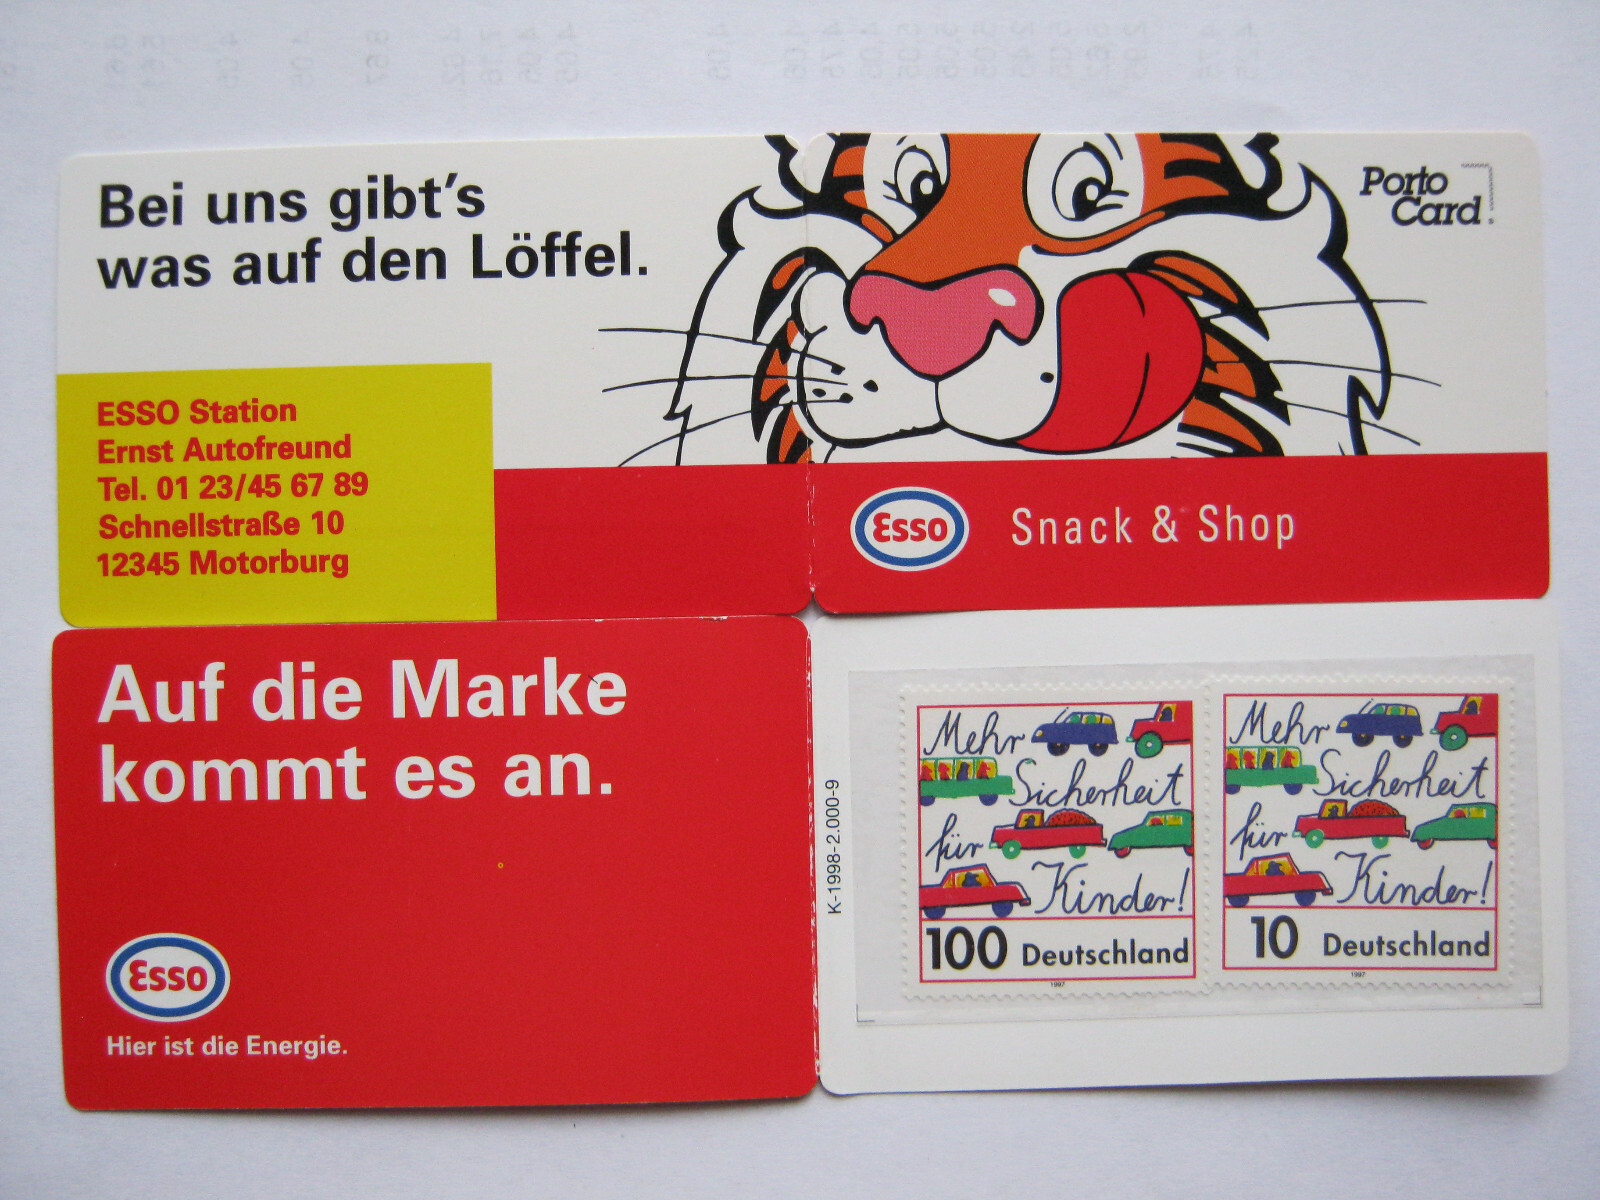 Bei uns gibt's
was auf den Löffel.
Porto
Card
ESSO Station
Ernst Autofreund
Tel. 01 23/45 67 89
Schnellstraße 10
12345 Motorburg
Esso
Snack & Shop
Auf die Marke
kommt es an.
Esso
Hier ist die Energie.
K-1998-2.000-9
Mehr
Sicherheit
für
Kinder!
100 Deutschland
1997
Mehr
Sicherheit
für
Kinder!
10 Deutschland
1997